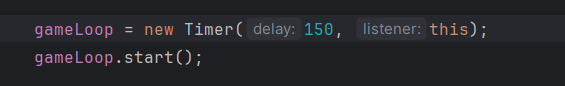 gameLoop = new Timer( delay: 150, listener: this);
gameLoop.start();